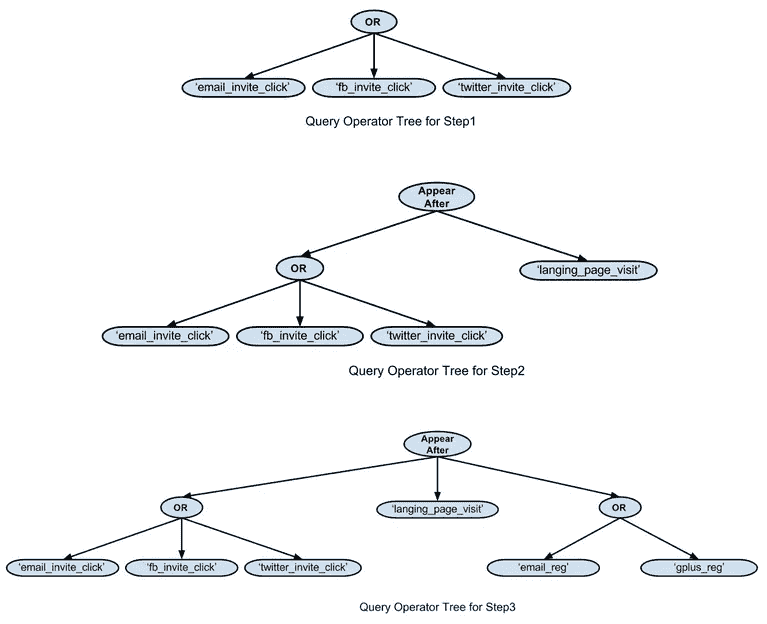 OR
‘email_invite_click’ ‘fb_invite_click’ ‘twitter_invite_click’
Query Operator Tree for Step1
Appear
After
OR ‘langing_page_visit’
‘email_invite_click’ ‘fb_invite_click’ ‘twitter_invite_click’
Query Operator Tree for Step2
Appear
After
OR ‘langing_page_visit’ OR
‘email_invite_click’ ‘fb_invite_click’ ‘twitter_invite_click’ ‘email_reg’ ‘gplus_reg’
Query Operator Tree for Step3